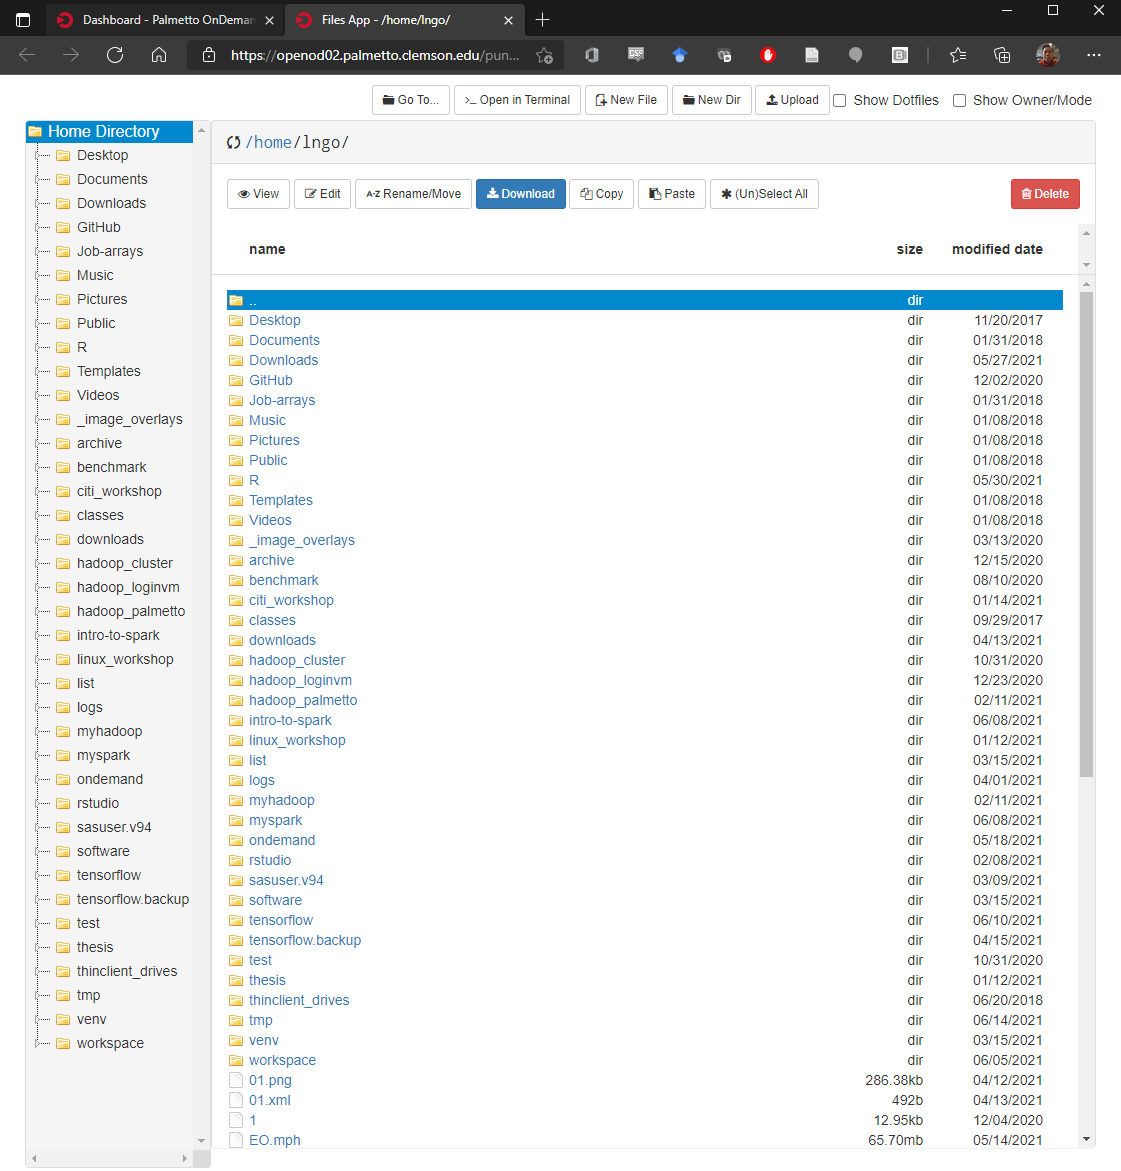 Dashboard - Palmetto OnDeman
Files App - /home/lngo/
https://openod02.palmetto.clemson.edu/pun...
Go To...
>_ Open in Terminal
New File
New Dir
Upload
Show Dotfiles
Show Owner/Mode
Home Directory
Desktop
Documents
Downloads
GitHub
Job-arrays
Music
Pictures
Public
R
Templates
Videos
_image_overlays
archive
benchmark
citi_workshop
classes
downloads
hadoop_cluster
hadoop_loginvm
hadoop_palmetto
intro-to-spark
linux_workshop
list
logs
myhadoop
myspark
ondemand
rstudio
sasuser.v94
software
tensorflow
tensorflow.backup
test
thesis
thinclient_drives
tmp
venv
workspace
/home/lngo/
View
Edit
A-Z Rename/Move
Download
Copy
Paste
(Un)Select All
Delete
name size modified date
.. dir
Desktop dir 11/20/2017
Documents dir 01/31/2018
Downloads dir 05/27/2021
GitHub dir 12/02/2020
Job-arrays dir 01/31/2018
Music dir 01/08/2018
Pictures dir 01/08/2018
Public dir 01/08/2018
R dir 05/30/2021
Templates dir 01/08/2018
Videos dir 01/08/2018
_image_overlays dir 03/13/2020
archive dir 12/15/2020
benchmark dir 08/10/2020
citi_workshop dir 01/14/2021
classes dir 09/29/2017
downloads dir 04/13/2021
hadoop_cluster dir 10/31/2020
hadoop_loginvm dir 12/23/2020
hadoop_palmetto dir 02/11/2021
intro-to-spark dir 06/08/2021
linux_workshop dir 01/12/2021
list dir 03/15/2021
logs dir 04/01/2021
myhadoop dir 02/11/2021
myspark dir 06/08/2021
ondemand dir 05/18/2021
rstudio dir 02/08/2021
sasuser.v94 dir 03/09/2021
software dir 03/15/2021
tensorflow dir 06/10/2021
tensorflow.backup dir 04/15/2021
test dir 10/31/2020
thesis dir 01/12/2021
thinclient_drives dir 06/20/2018
tmp dir 06/14/2021
venv dir 03/15/2021
workspace dir 06/05/2021
01.png 286.38kb 04/12/2021
01.xml 492b 04/13/2021
1 12.95kb 12/04/2020
EO.mph 65.70mb 05/14/2021